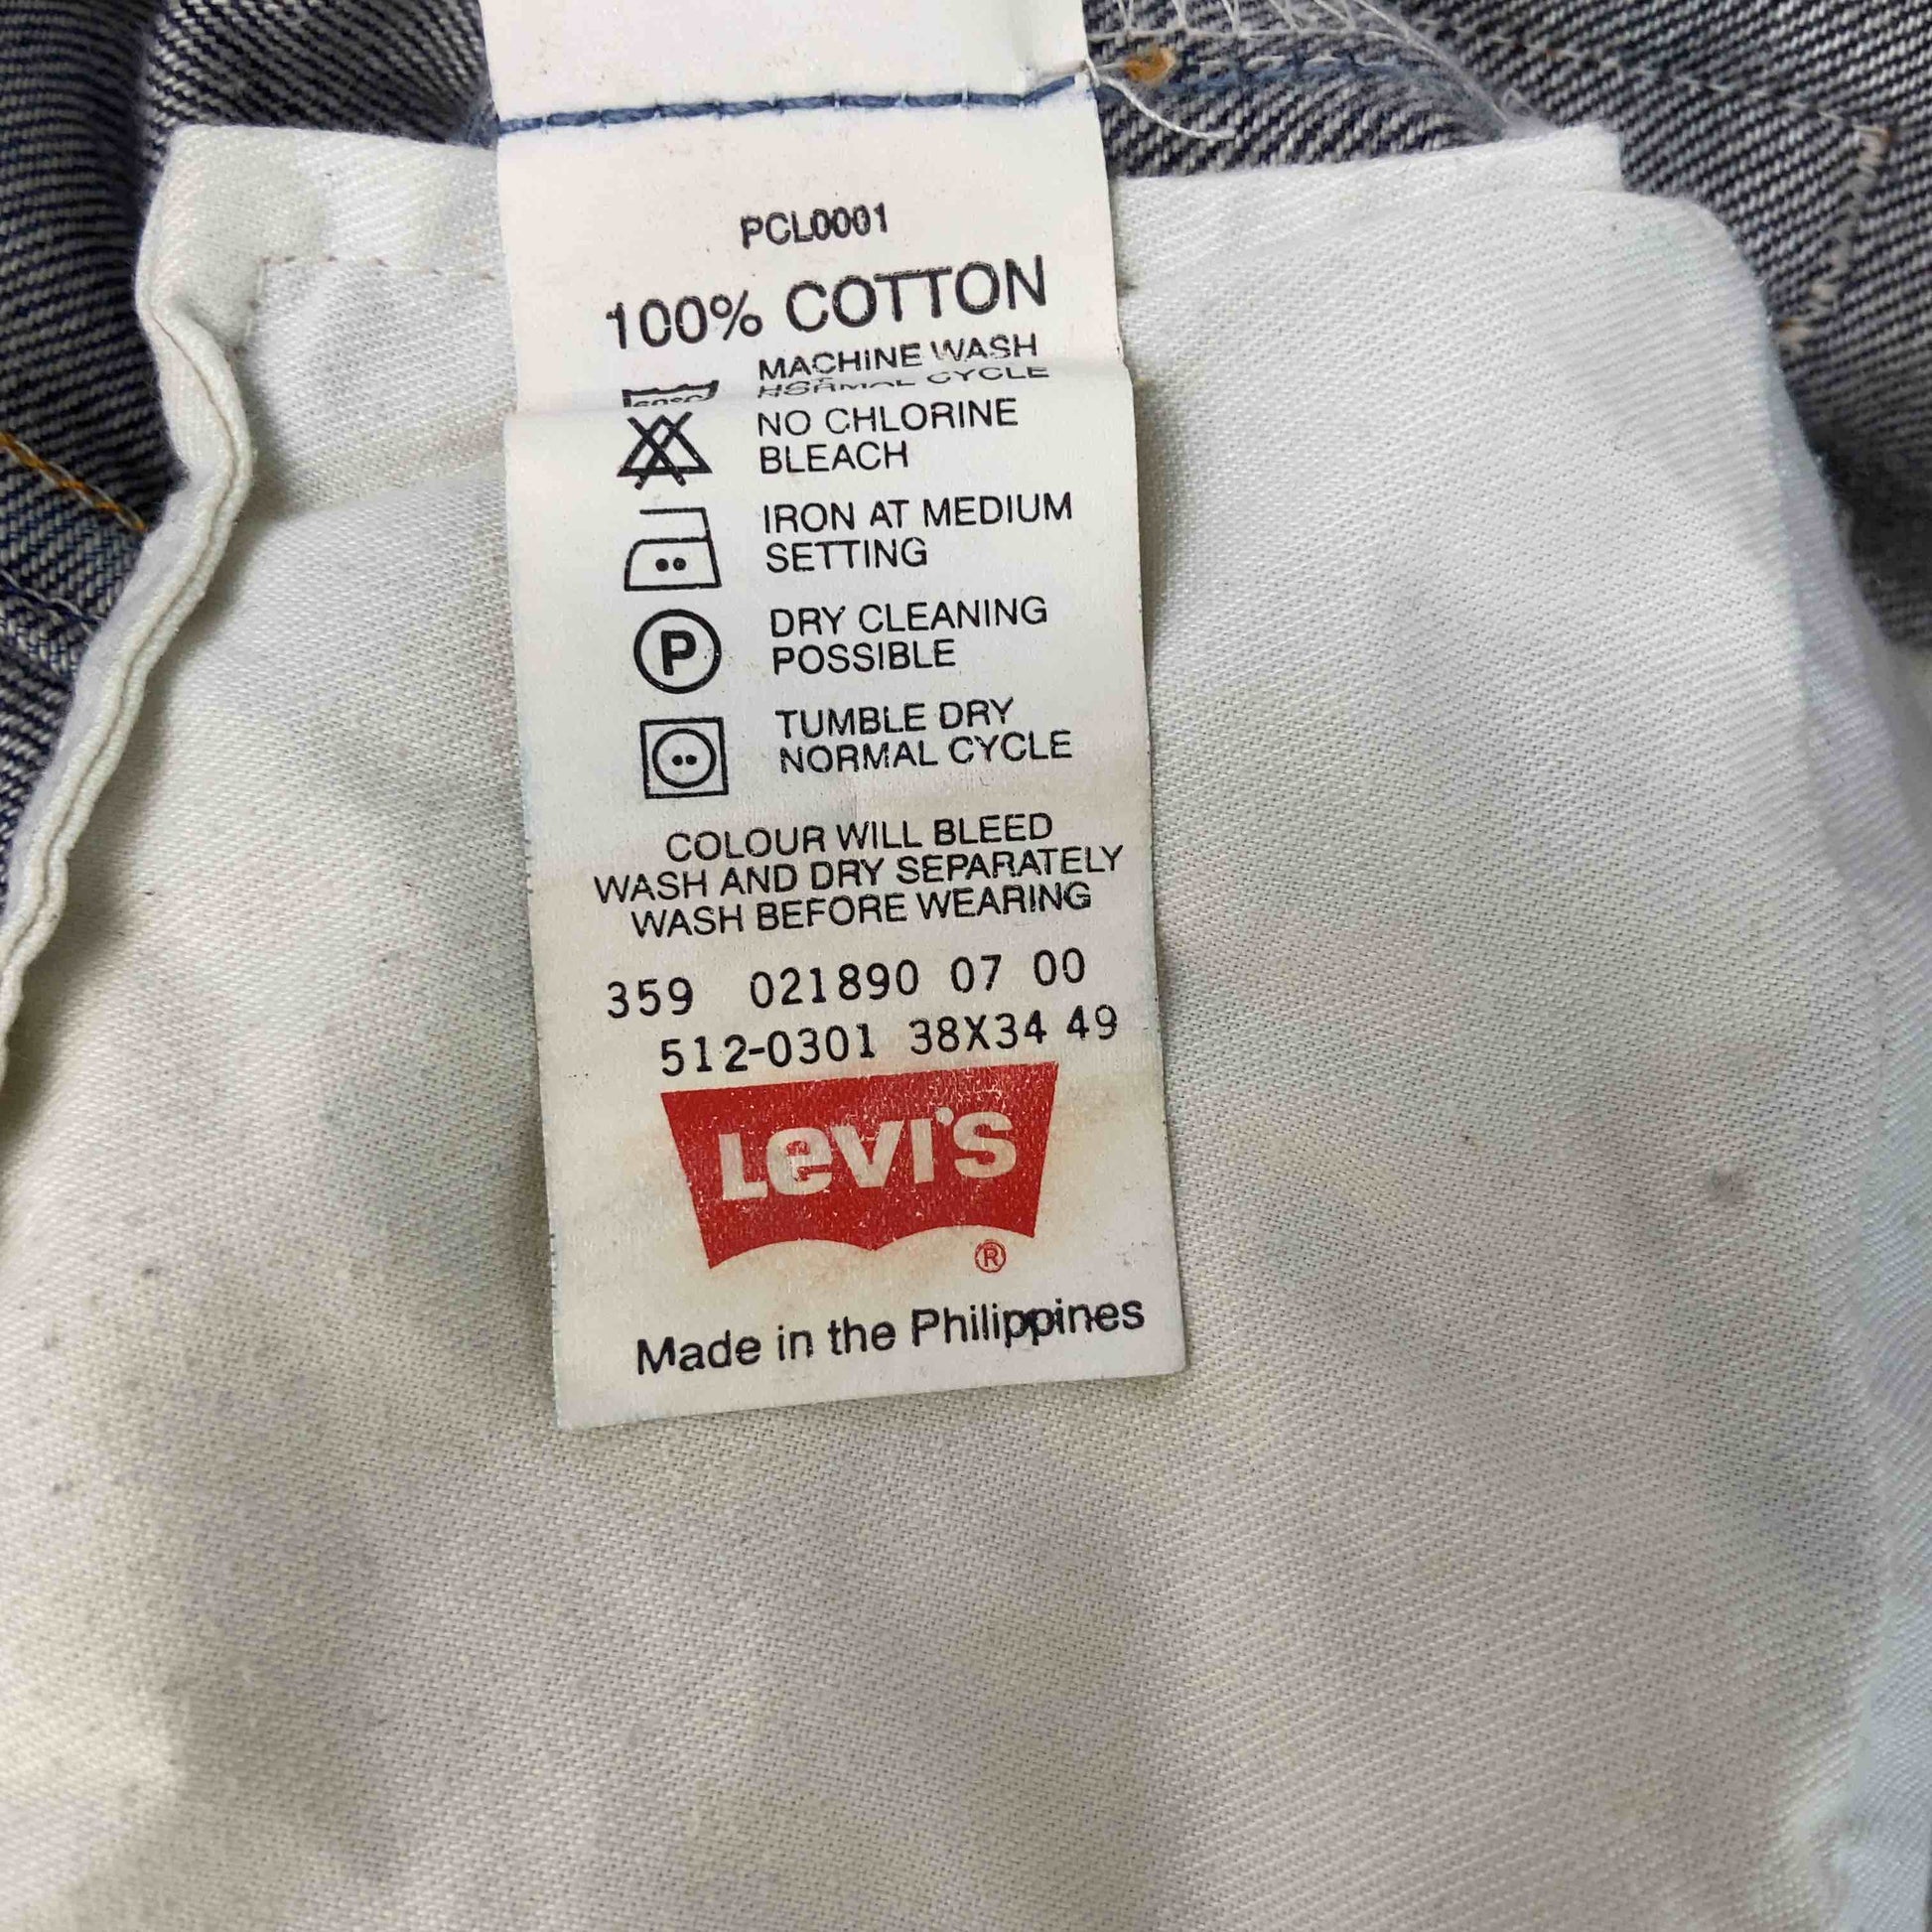 PCL0001
100% COTTON
MACHINE WASH
NORMAL CYCLE
NO CHLORINE
BLEACH
IRON AT MEDIUM
SETTING
P
DRY CLEANING
POSSIBLE
TUMBLE DRY
NORMAL CYCLE
COLOUR WILL BLEED
WASH AND DRY SEPARATELY
WASH BEFORE WEARING
359 021890 07 00
512-0301 38X34 49
LeVI'S
®
Made in the Philippines